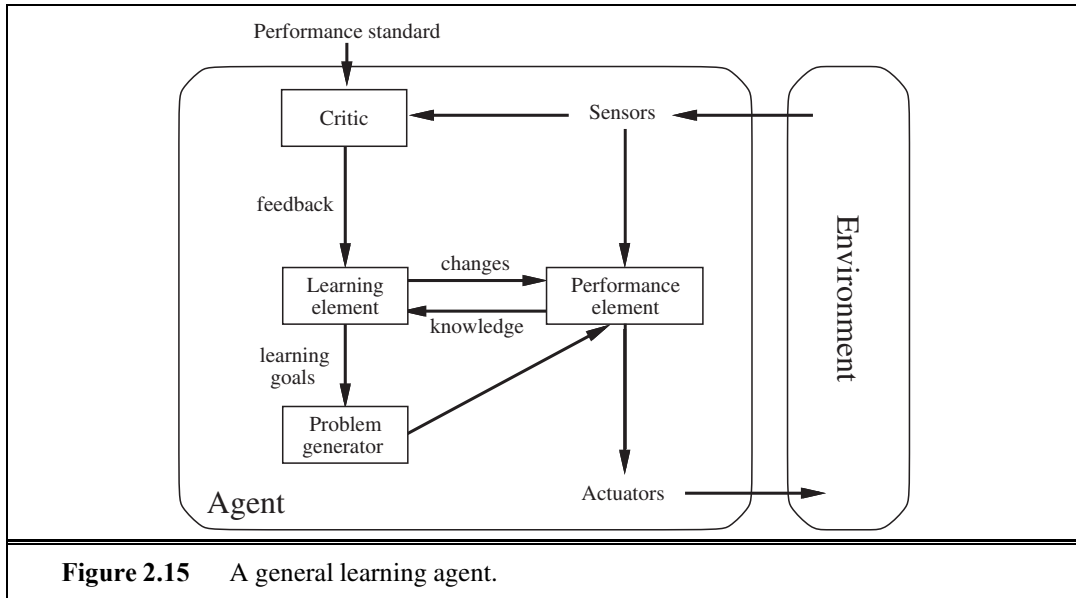 Performance standard
Critic
Sensors
feedback
Learning
element
changes
knowledge
Performance
element
learning
goals
Problem
generator
Actuators
Agent
Environment
Figure 2.15 A general learning agent.